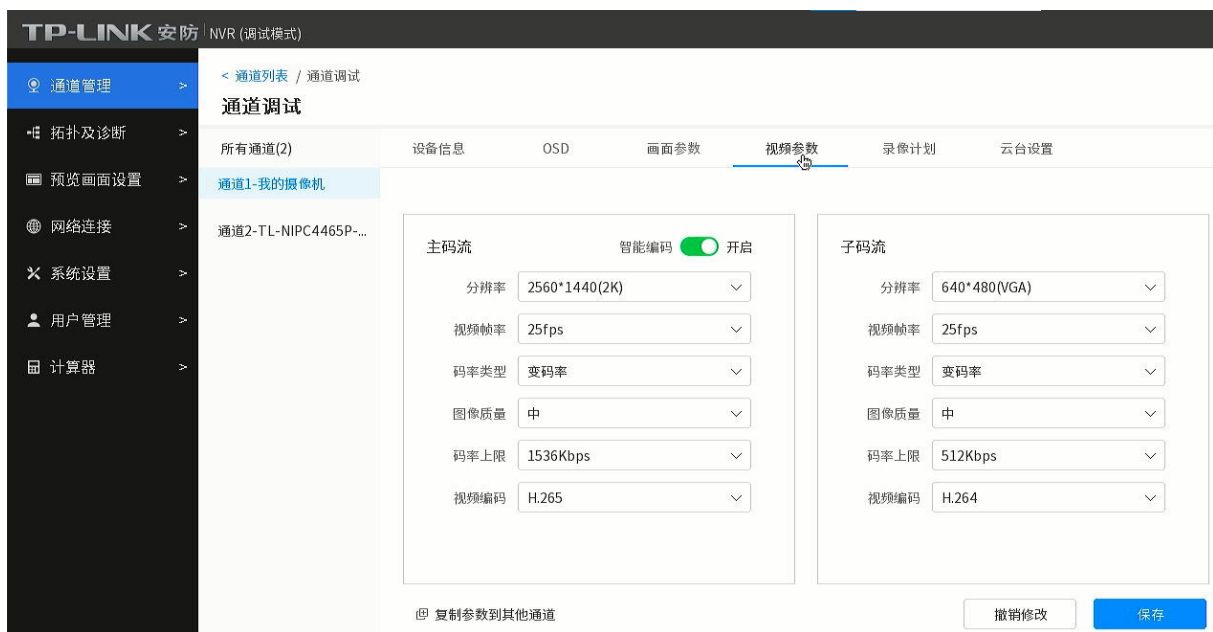 TP-LINK 安防 NVR (调试模式)
通道管理 >
拓扑及诊断 >
预览画面设置 >
网络连接 >
系统设置 >
用户管理 >
计算器 >
< 通道列表 / 通道调试
通道调试
所有通道(2)
通道1-我的摄像机
通道2-TL-NIPC4465P-...
设备信息 OSD 画面参数 视频参数 录像计划 云台设置
主码流 智能编码 开启
分辨率 2560*1440(2K)
视频帧率 25fps
码率类型 变码率
图像质量 中
码率上限 1536Kbps
视频编码 H.265
子码流
分辨率 640*480(VGA)
视频帧率 25fps
码率类型 变码率
图像质量 中
码率上限 512Kbps
视频编码 H.264
复制参数到其他通道 撤销修改 保存